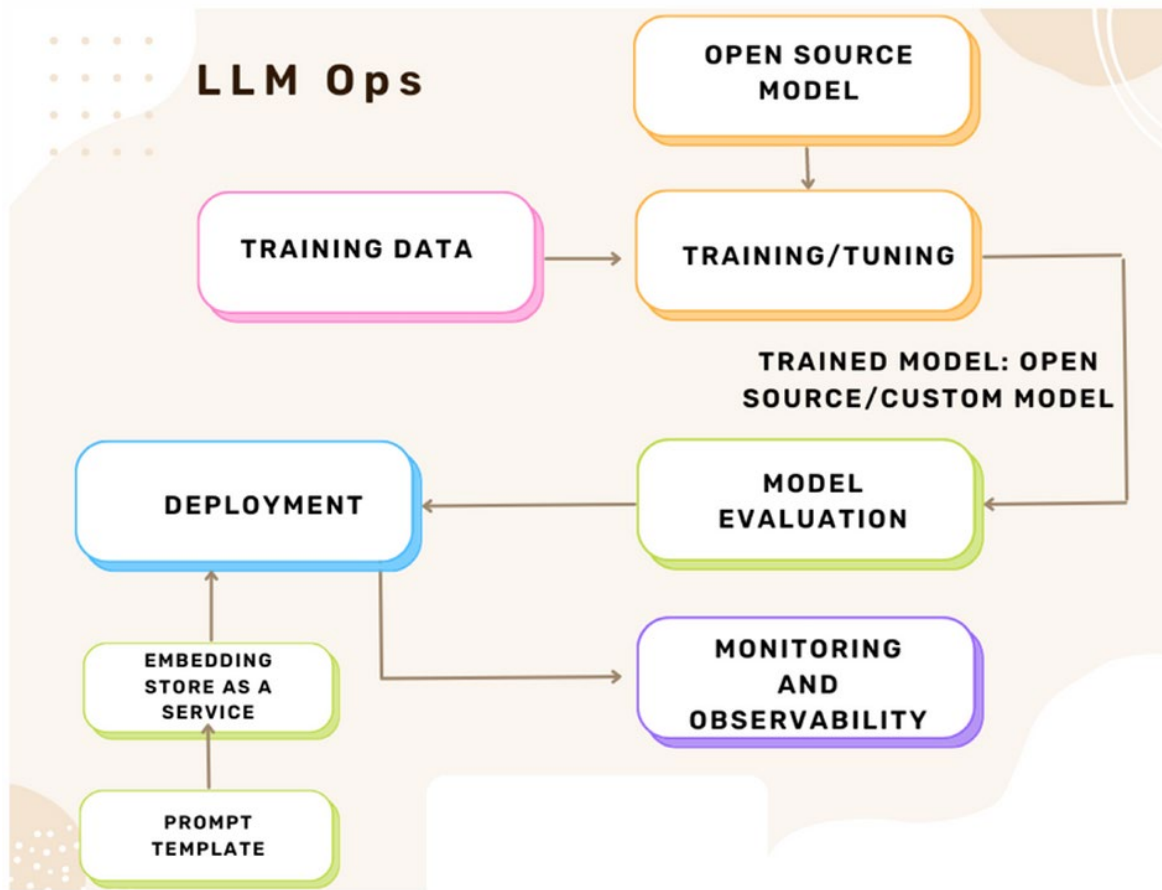 LLM Ops
OPEN SOURCE
MODEL
TRAINING DATA
TRAINING/TUNING
TRAINED MODEL: OPEN
SOURCE/CUSTOM MODEL
DEPLOYMENT
MODEL
EVALUATION
EMBEDDING
STORE AS A
SERVICE
MONITORING
AND
OBSERVABILITY
PROMPT
TEMPLATE